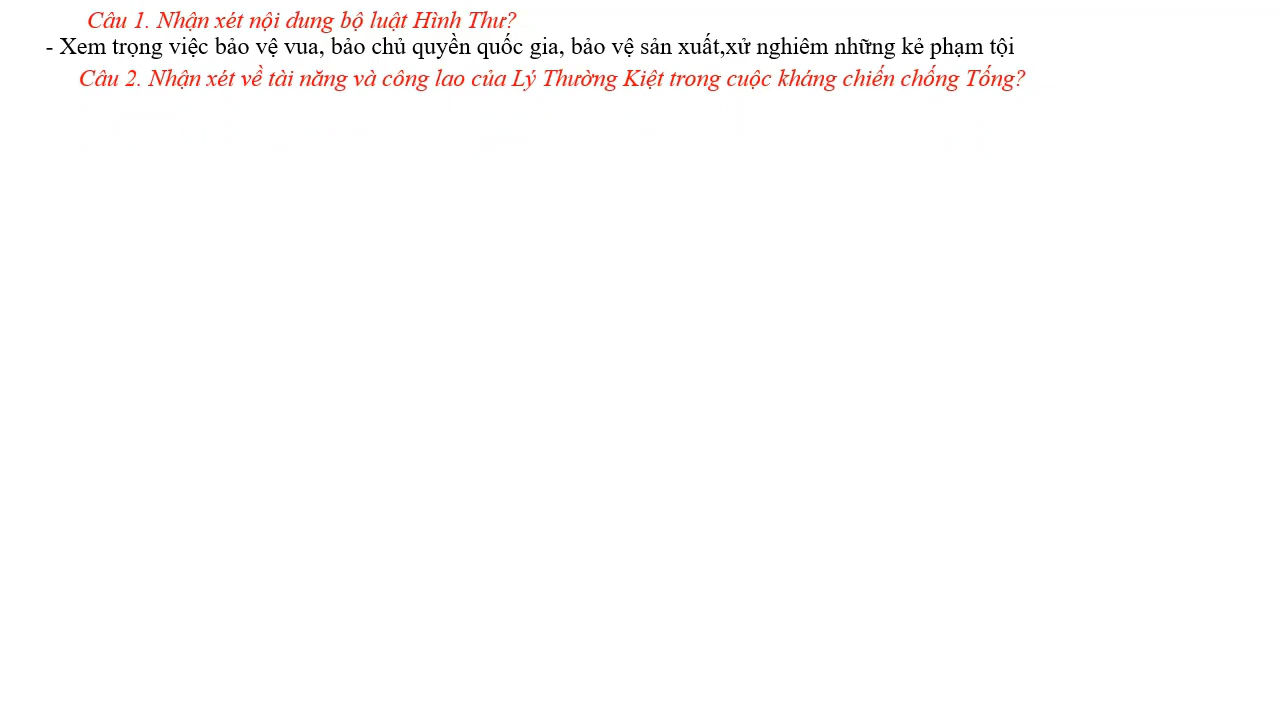 Câu 1. Nhận xét nội dung bộ luật Hình Thư?
- Xem trọng việc bảo vệ vua, bảo chủ quyền quốc gia, bảo vệ sản xuất,xử nghiêm những kẻ phạm tội
Câu 2. Nhận xét về tài năng và công lao của Lý Thường Kiệt trong cuộc kháng chiến chống Tống?